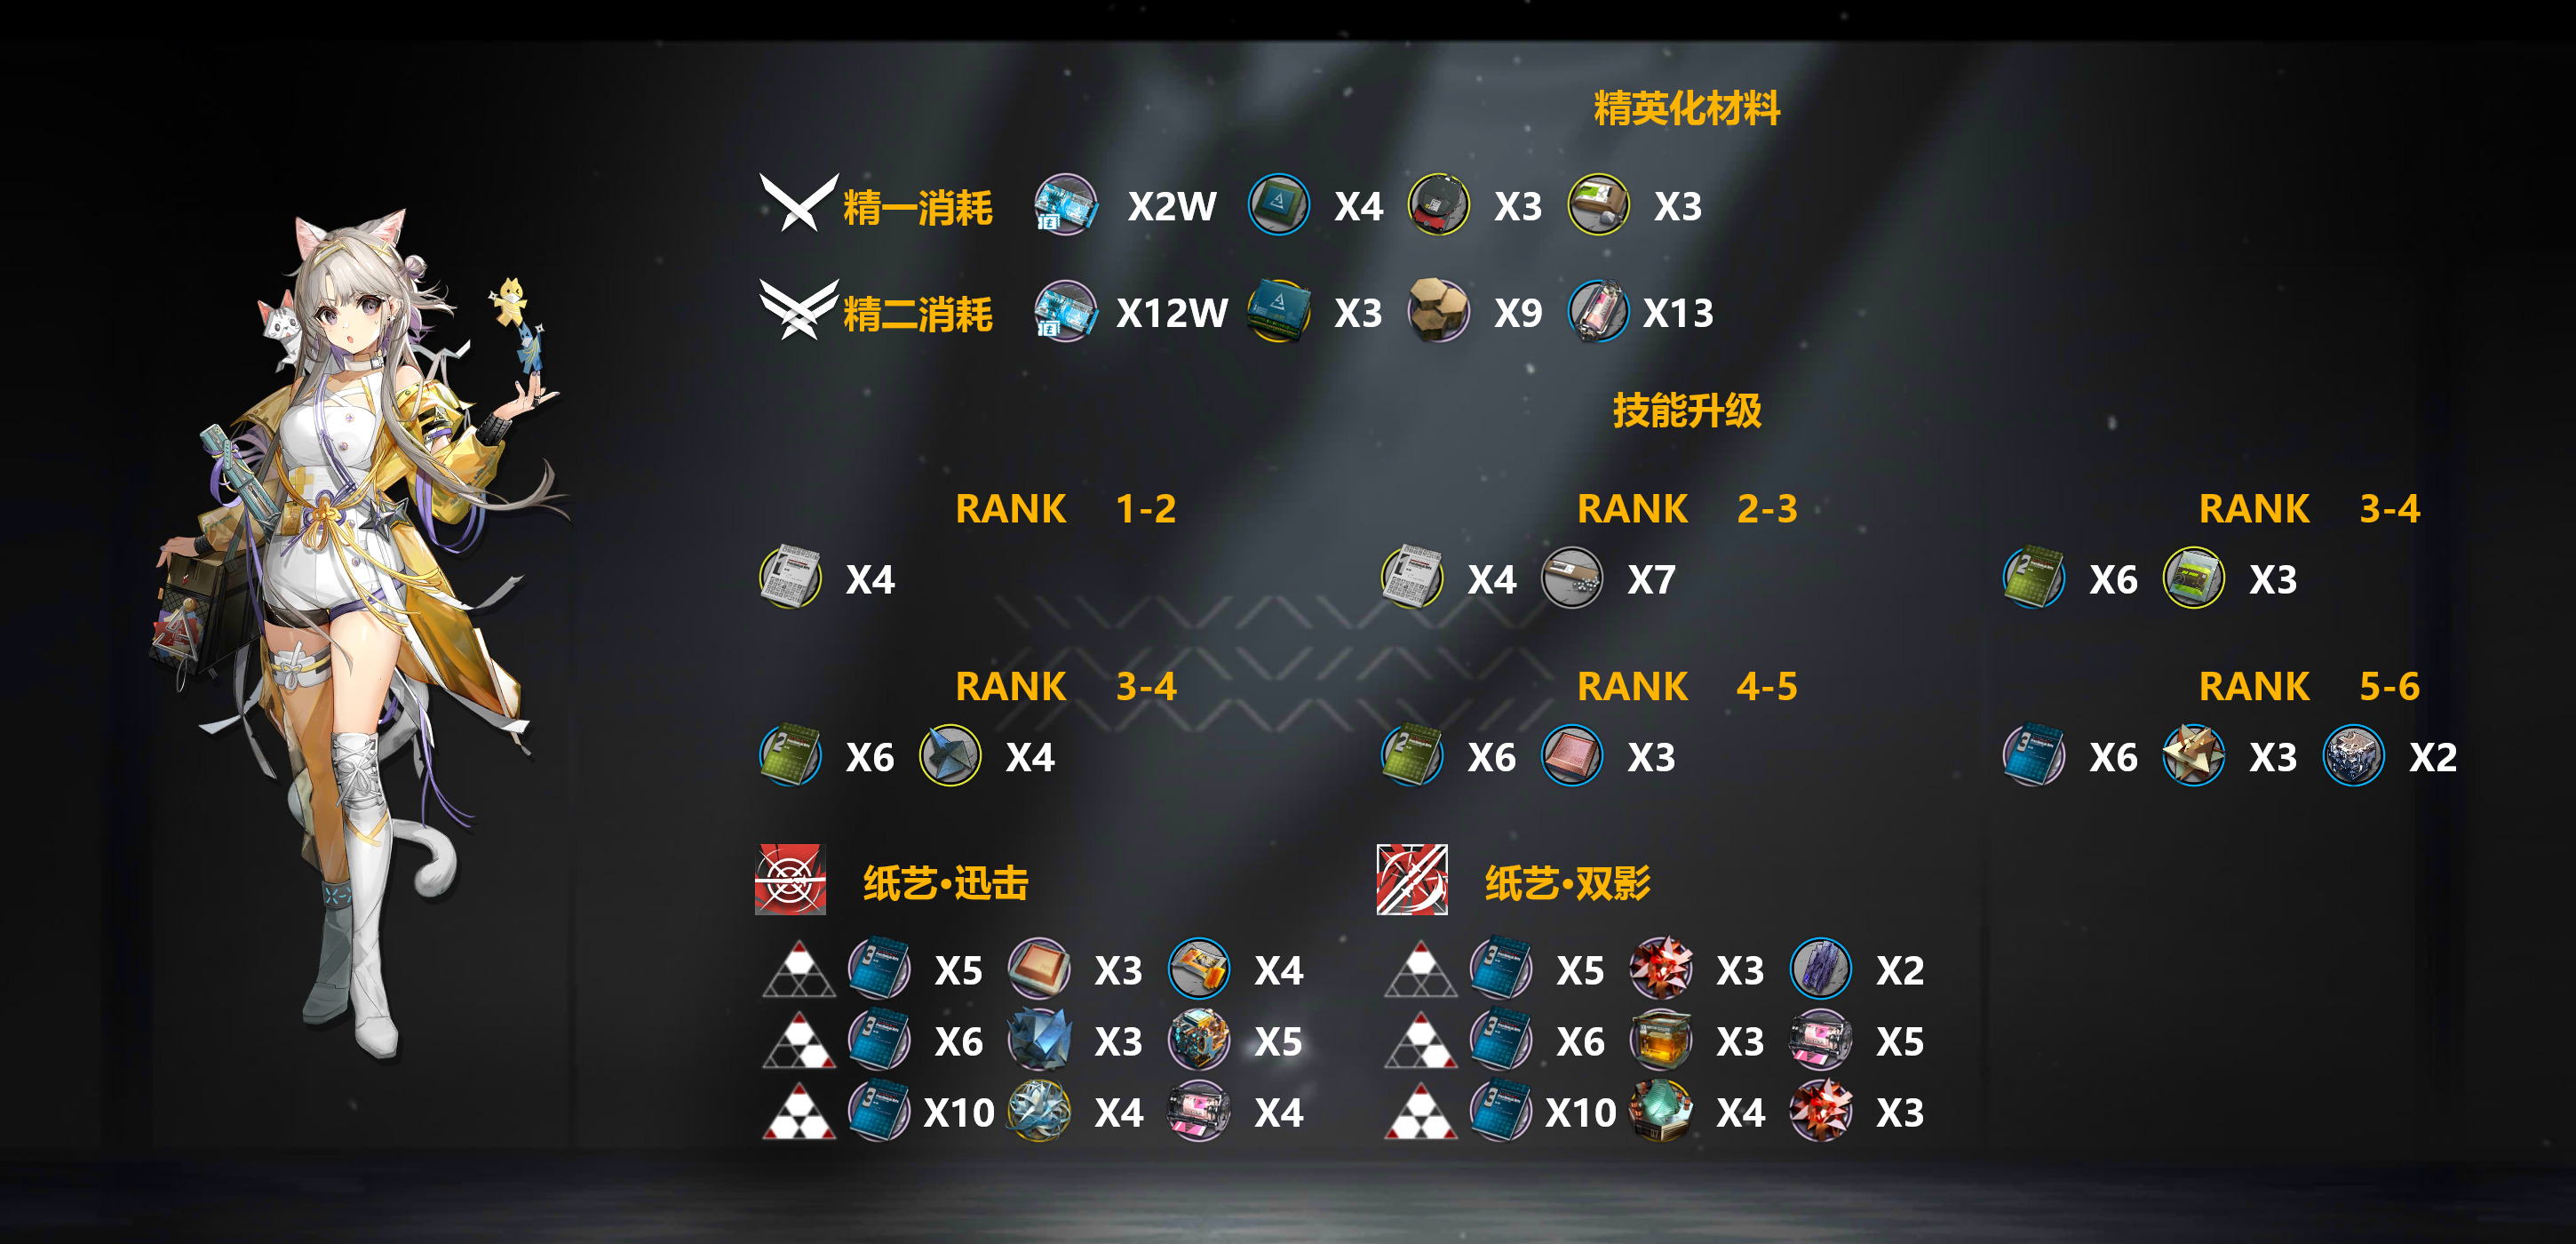 精英化材料
精一消耗 X2W X4 X3 X3
精二消耗 X12W X3 X9 X13
技能升级
RANK 1-2 RANK 2-3 RANK 3-4
X4 X4 X7 X6 X3
RANK 3-4 RANK 4-5 RANK 5-6
X6 X4 X6 X3 X6 X3 X2
纸艺·迅击 纸艺·双影
X5 X3 X4 X5 X3 X2
X6 X3 X5 X6 X3 X5
X10 X4 X4 X10 X4 X3